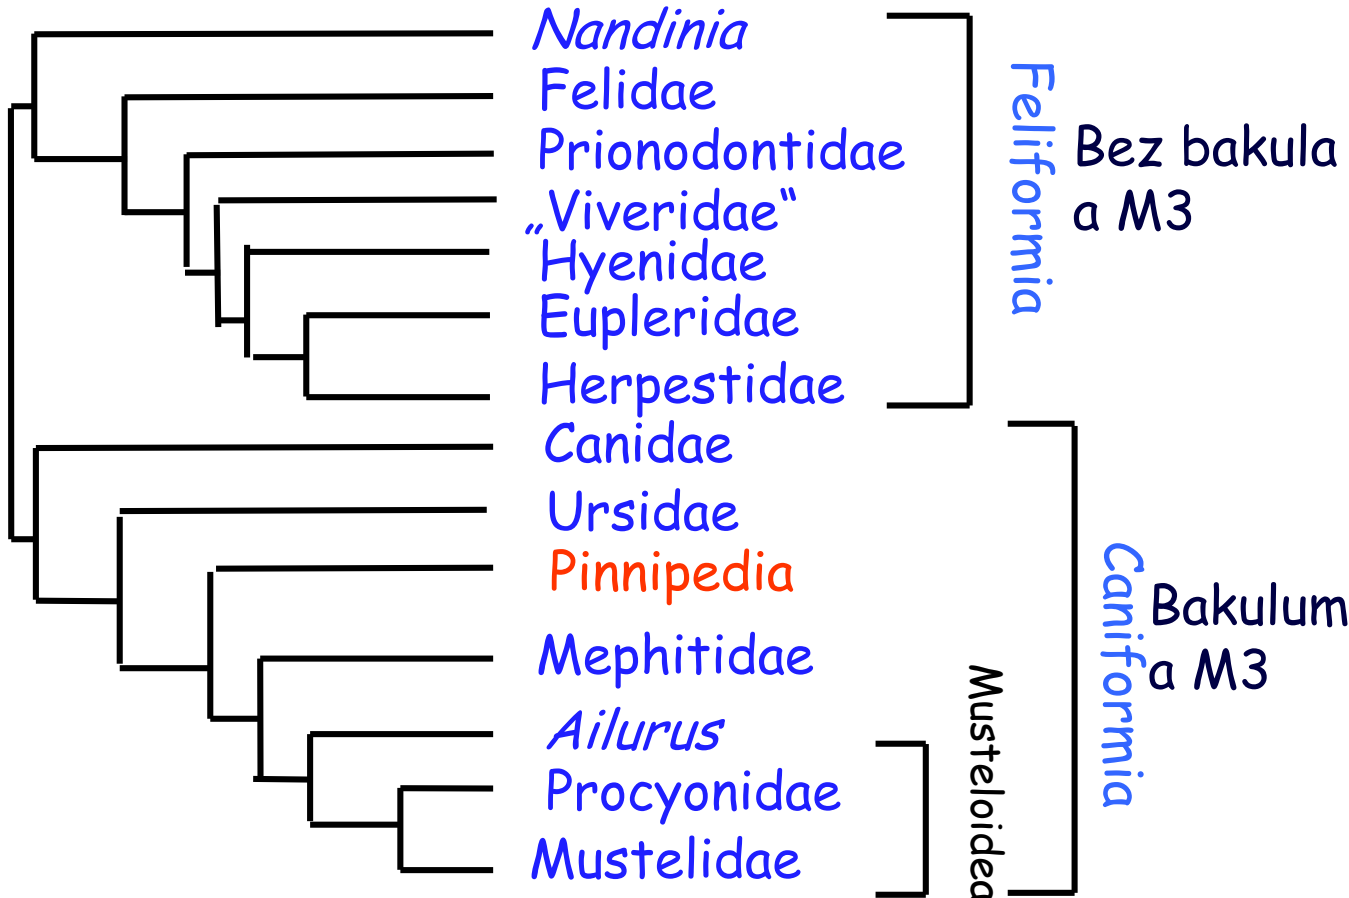 Nandinia
Felidae
Prionodontidae
„Viveridae“
Hyenidae
Eupleridae
Herpestidae
Feliformia
Bez bakula
a M3
Canidae
Ursidae
Pinnipedia
Mephitidae
Ailurus
Procyonidae
Mustelidae
Musteloidea
Caniformia
Bakulum
a M3